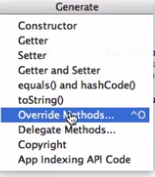 Generate
Constructor
Getter
Setter
Getter and Setter
equals() and hashCode()
toString()
Override Methods... ^O
Delegate Methods...
Copyright
App Indexing API Code